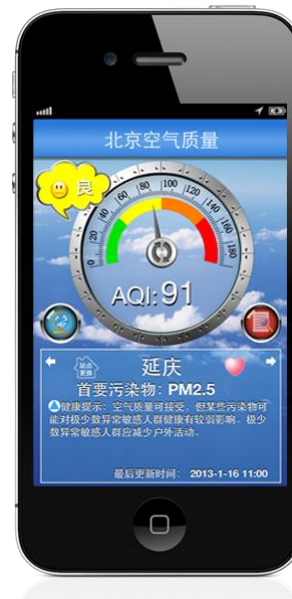 北京空气质量
良
0 20 40 60 80 100 120 140 160 180
AQI: 91
站点
更换
延庆
首要污染物: PM2.5
健康提示: 空气质量可接受, 但某些污染物可
能对极少数异常敏感人群健康有较弱影响。极少
数异常敏感人群应减少户外活动。
最后更新时间: 2013-1-16 11:00